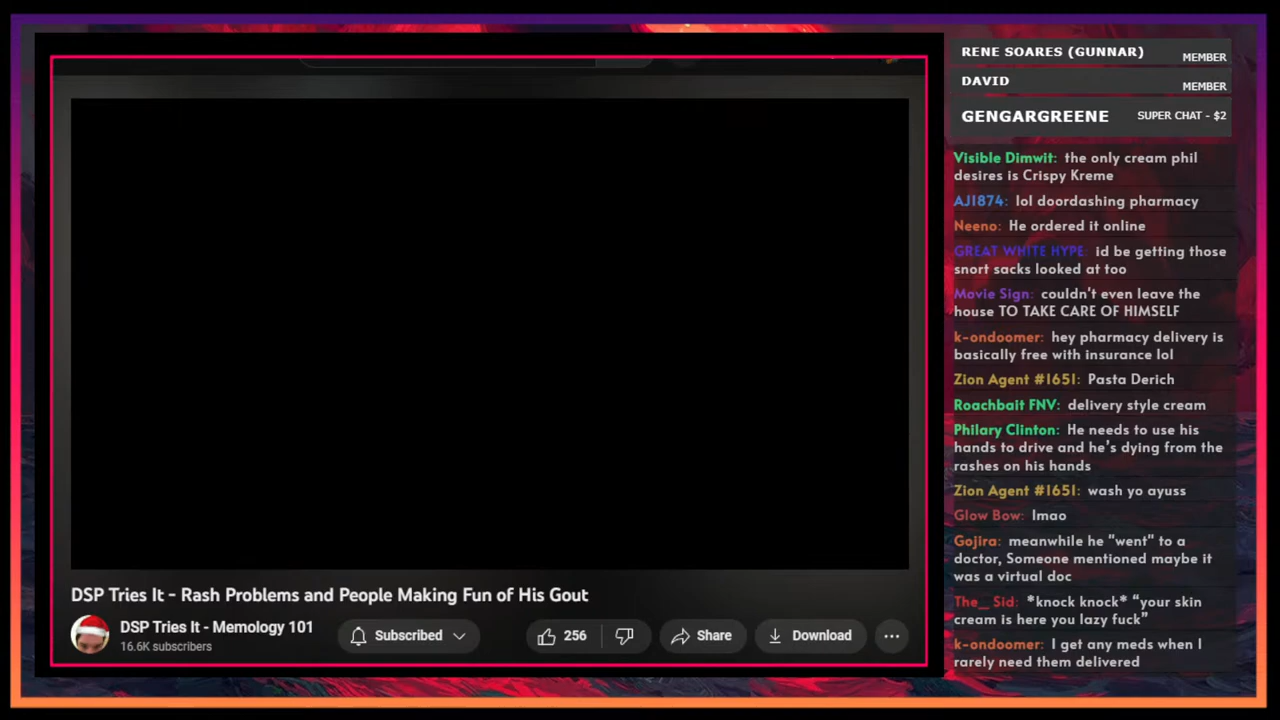 RENE SOARES (GUNNAR) MEMBER
DAVID MEMBER
GENGARGREENE SUPER CHAT - $2
Visible Dimwit: the only cream phil
desires is Crispy Kreme
AJ1874: lol doordashing pharmacy
Neeno: He ordered it online
GREAT WHITE HYPE: id be getting those
snort sacks looked at too
Movie Sign: couldn't even leave the
house TO TAKE CARE OF HIMSELF
k-ondoomer: hey pharmacy delivery is
basically free with insurance lol
Zion Agent #1651: Pasta Derich
Roachbait FNV: delivery style cream
Philary Clinton: He needs to use his
hands to drive and he’s dying from the
rashes on his hands
Zion Agent #1651: wash yo ayuss
Glow Bow: lmao
Gojira: meanwhile he “went“ to a
doctor, Someone mentioned maybe it
was a virtual doc
The__ Sid: *knock knock* “your skin
cream is here you lazy fuck”
k-ondoomer: I get any meds when I
rarely need them delivered
DSP Tries It - Rash Problems and People Making Fun of His Gout
DSP Tries It - Memology 101
16.6K subscribers
Subscribed
256
Share
Download